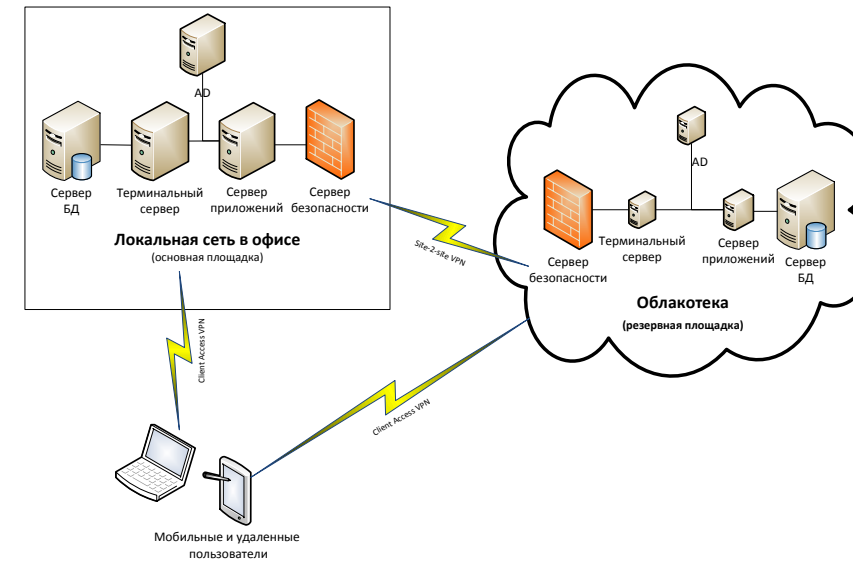 AD
Сервер
БД
Терминальный
сервер
Сервер
приложений
Сервер
безопасности
Локальная сеть в офисе
(основная площадка)
Site-2-site VPN
AD
Сервер
безопасности
Терминальный
сервер
Сервер
приложений
Сервер
БД
Облакотека
(резервная площадка)
Client Access VPN
Client Access VPN
Мобильные и удаленные
пользователи